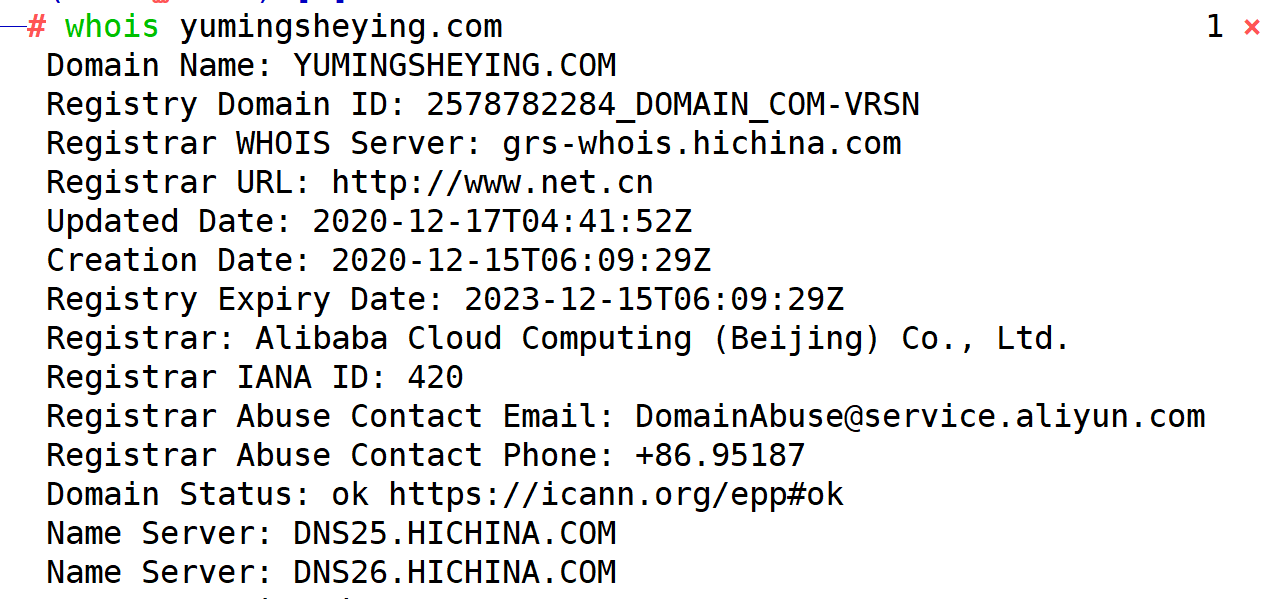 # whois yumingsheying.com 1 ×
Domain Name: YUMINGSHEYING.COM
Registry Domain ID: 2578782284_DOMAIN_COM-VRSN
Registrar WHOIS Server: grs-whois.hichina.com
Registrar URL: http://www.net.cn
Updated Date: 2020-12-17T04:41:52Z
Creation Date: 2020-12-15T06:09:29Z
Registry Expiry Date: 2023-12-15T06:09:29Z
Registrar: Alibaba Cloud Computing (Beijing) Co., Ltd.
Registrar IANA ID: 420
Registrar Abuse Contact Email: DomainAbuse@service.aliyun.com
Registrar Abuse Contact Phone: +86.95187
Domain Status: ok https://icann.org/epp#ok
Name Server: DNS25.HICHINA.COM
Name Server: DNS26.HICHINA.COM